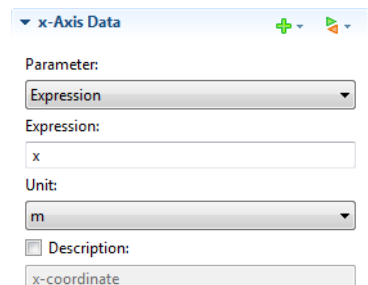 x-Axis Data
Parameter:
Expression
Expression:
x
Unit:
m
Description:
x-coordinate